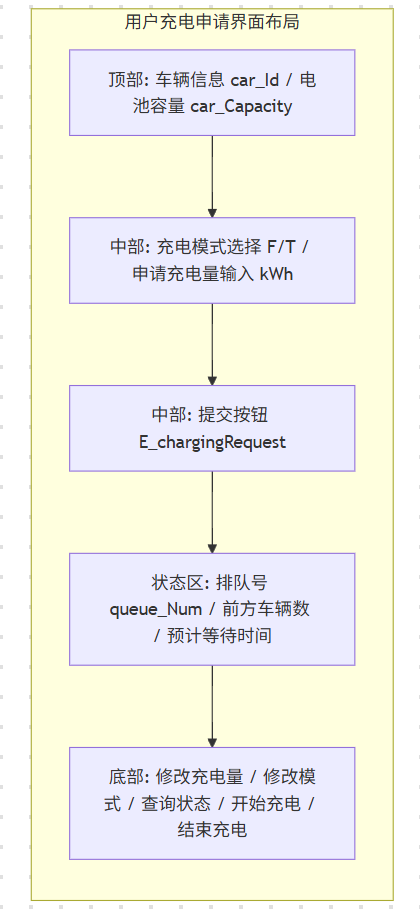 用户充电申请界面布局
顶部: 车辆信息 car_Id / 电
池容量 car_Capacity
中部: 充电模式选择 F/T /
申请充电量输入 kWh
中部: 提交按钮
E_chargingRequest
状态区: 排队号
queue_Num / 前方车辆数
/ 预计等待时间
底部: 修改充电量 / 修改模
式 / 查询状态 / 开始充电 /
结束充电